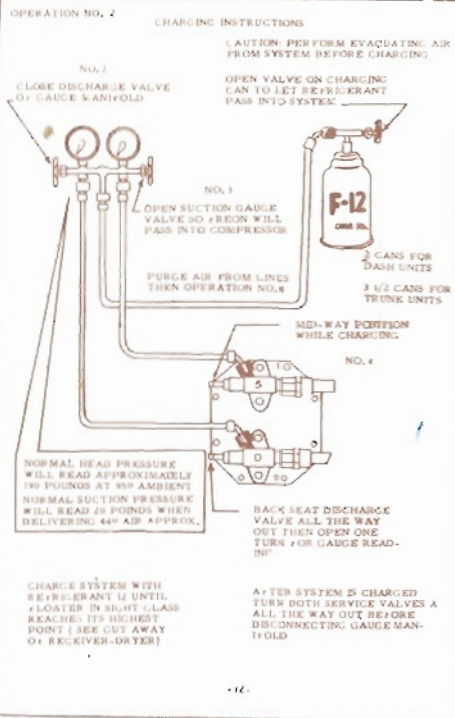 OPERATION NO. 2
CHARGING INSTRUCTIONS
CAUTION: PERFORM EVACUATING AIR
FROM SYSTEM BEFORE CHARGING
NO.
CLOSE DISCHARGE VALVE
OF GAUGE MANIFOLD
OPEN VALVE ON CHARGING
CAN TO LET REFRIGERANT
PASS INTO SYSTEM
NO. 3
OPEN SUCTION GAUGE
VALVE SO FREON WILL
PASS INTO COMPRESSOR
F-12
CANS FOR
DASH UNITS
3 1/2 CANS FOR
TRUNK UNITS
PURGE AIR FROM LINES
THEN OPERATION NO.
MID-WAY POSITION
WHILE CHARGING
NO. 4
S
D
NORMAL HEAD PRESSURE
WILL READ APPROXIMATELY
POUNDS AT 95º AMBIENT
NORMAL SUCTION PRESSURE
WILL READ 20 POINDS WHEN
DELIVERING 44º AIR APPROX.
BACK SEAT DISCHARGE
VALVE ALL THE WAY
OUT THEN OPEN ONE
TURN FOR GAUGE READ-
ING
CHARGE SYSTEM WITH
REFRIGERANT 12 UNTIL
FLOATER IN SIGHT GLASS
REACHES ITS HIGHEST
POINT ( SEE CUT AWAY
OF RECEIVER-DRYER)
AFTER SYSTEM IS CHARGED
TURN BOTH SERVICE VALVES A
ALL THE WAY OUT BEFORE
DISCONNECTING GAUGE MAN-
IFOLD
-12-